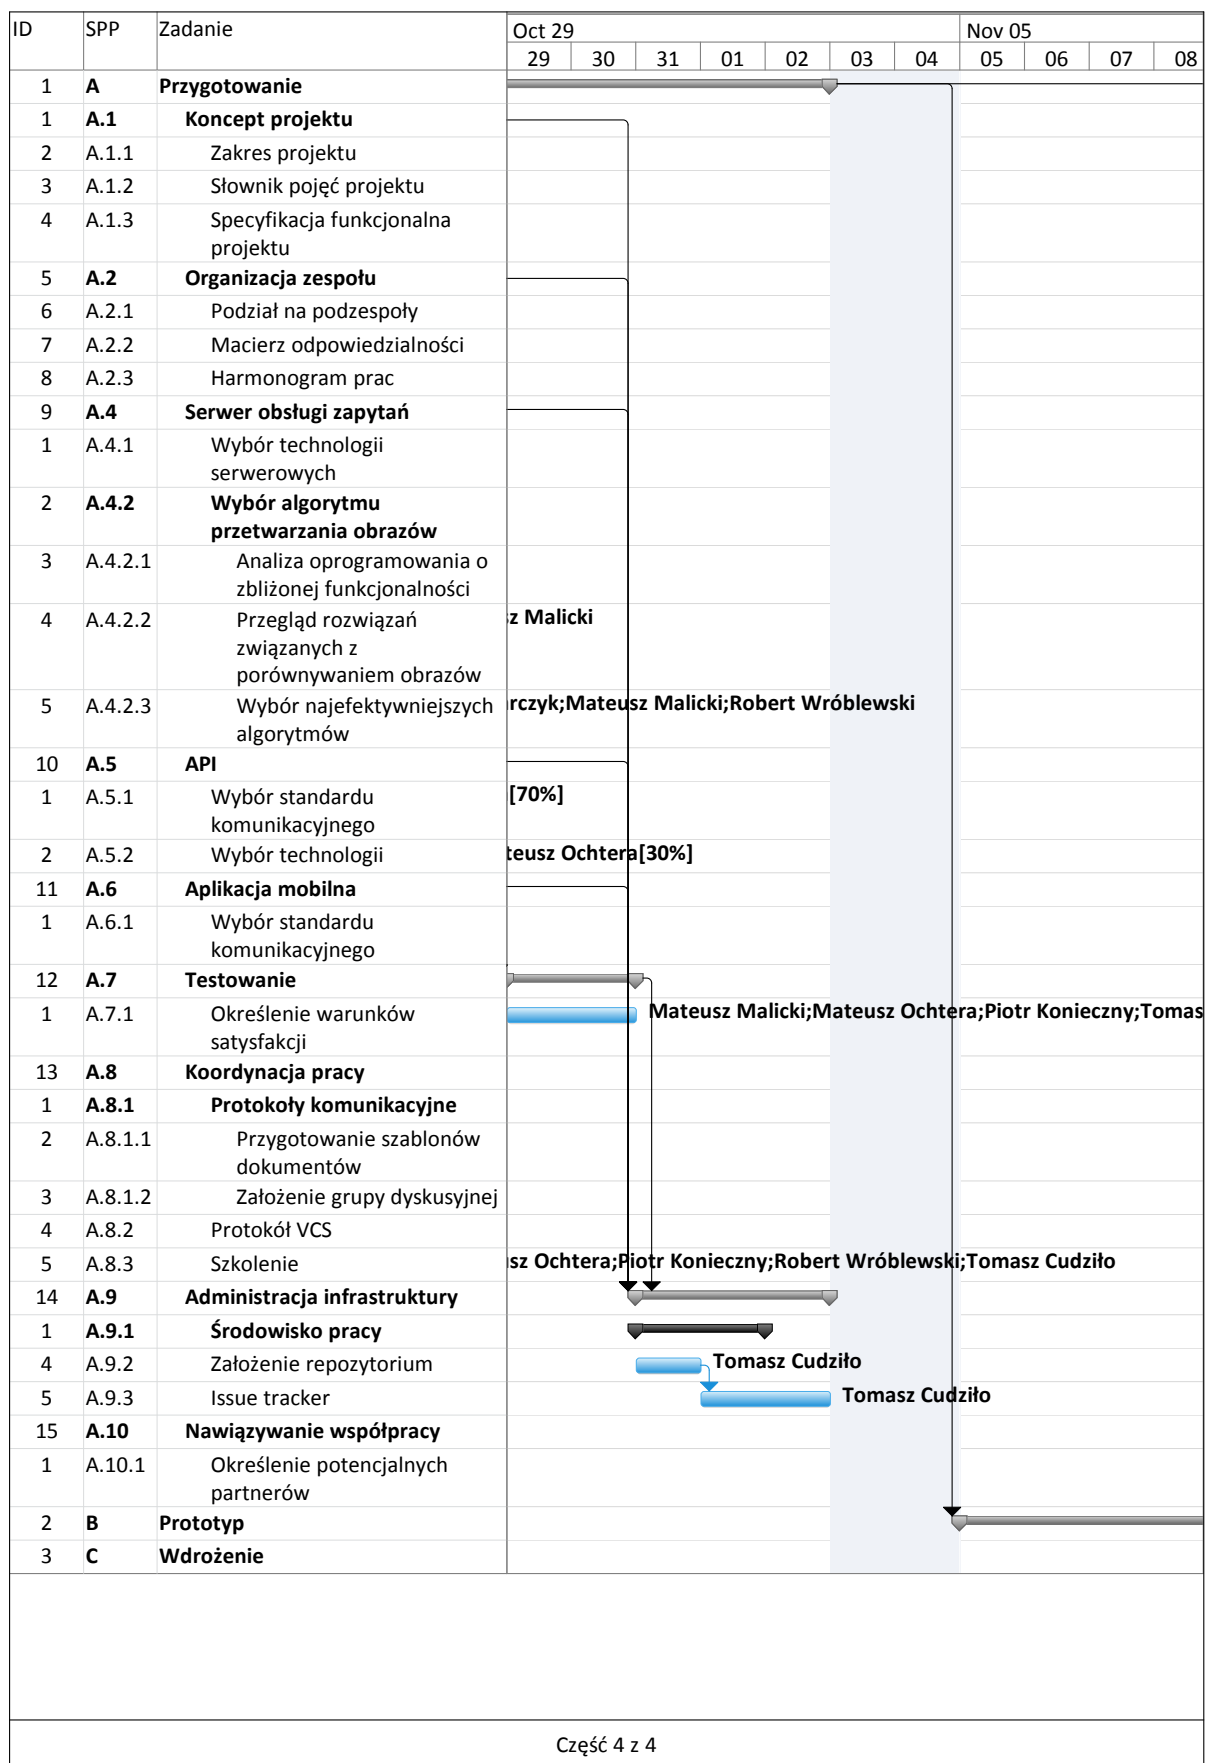 ID SPP Zadanie Oct 29 Nov 05
29 30 31 01 02 03 04 05 06 07 08
1 A Przygotowanie
1 A.1 Koncept projektu
2 A.1.1 Zakres projektu
3 A.1.2 Słownik pojęć projektu
4 A.1.3 Specyfikacja funkcjonalna
projektu
5 A.2 Organizacja zespołu
6 A.2.1 Podział na podzespoły
7 A.2.2 Macierz odpowiedzialności
8 A.2.3 Harmonogram prac
9 A.4 Serwer obsługi zapytań
1 A.4.1 Wybór technologii
serwerowych
2 A.4.2 Wybór algorytmu
przetwarzania obrazów
3 A.4.2.1 Analiza oprogramowania o
zbliżonej funkcjonalności
4 A.4.2.2 Przegląd rozwiązań sz Malicki
związanych z
porównywaniem obrazów
5 A.4.2.3 Wybór najefektywniejszych rczyk;Mateusz Malicki;Robert Wróblewski
algorytmów
10 A.5 API
1 A.5.1 Wybór standardu [70%]
komunikacyjnego
2 A.5.2 Wybór technologii teusz Ochtera[30%]
11 A.6 Aplikacja mobilna
1 A.6.1 Wybór standardu
komunikacyjnego
12 A.7 Testowanie
1 A.7.1 Określenie warunków Mateusz Malicki;Mateusz Ochtera;Piotr Konieczny;Tomas
satysfakcji
13 A.8 Koordynacja pracy
1 A.8.1 Protokoły komunikacyjne
2 A.8.1.1 Przygotowanie szablonów
dokumentów
3 A.8.1.2 Założenie grupy dyskusyjnej
4 A.8.2 Protokół VCS
5 A.8.3 Szkolenie sz Ochtera;Piotr Konieczny;Robert Wróblewski;Tomasz Cudziło
14 A.9 Administracja infrastruktury
1 A.9.1 Środowisko pracy
4 A.9.2 Założenie repozytorium Tomasz Cudziło
5 A.9.3 Issue tracker Tomasz Cudziło
15 A.10 Nawiązywanie współpracy
1 A.10.1 Określenie potencjalnych
partnerów
2 B Prototyp
3 C Wdrożenie
Część 4 z 4